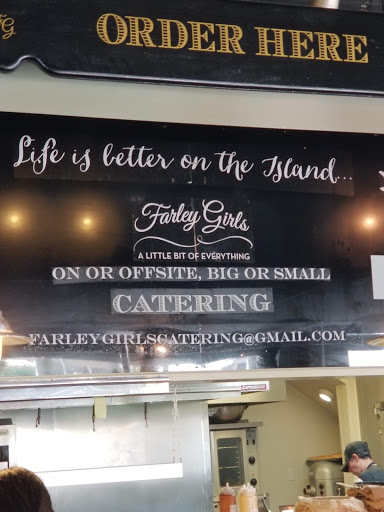 FG
ORDER HERE
Life is better on the Island...
Farley Girls
A LITTLE BIT OF EVERYTHING
ON OR OFFSITE, BIG OR SMALL
CATERING
FARLEYGIRLSCATERING@GMAIL.COM